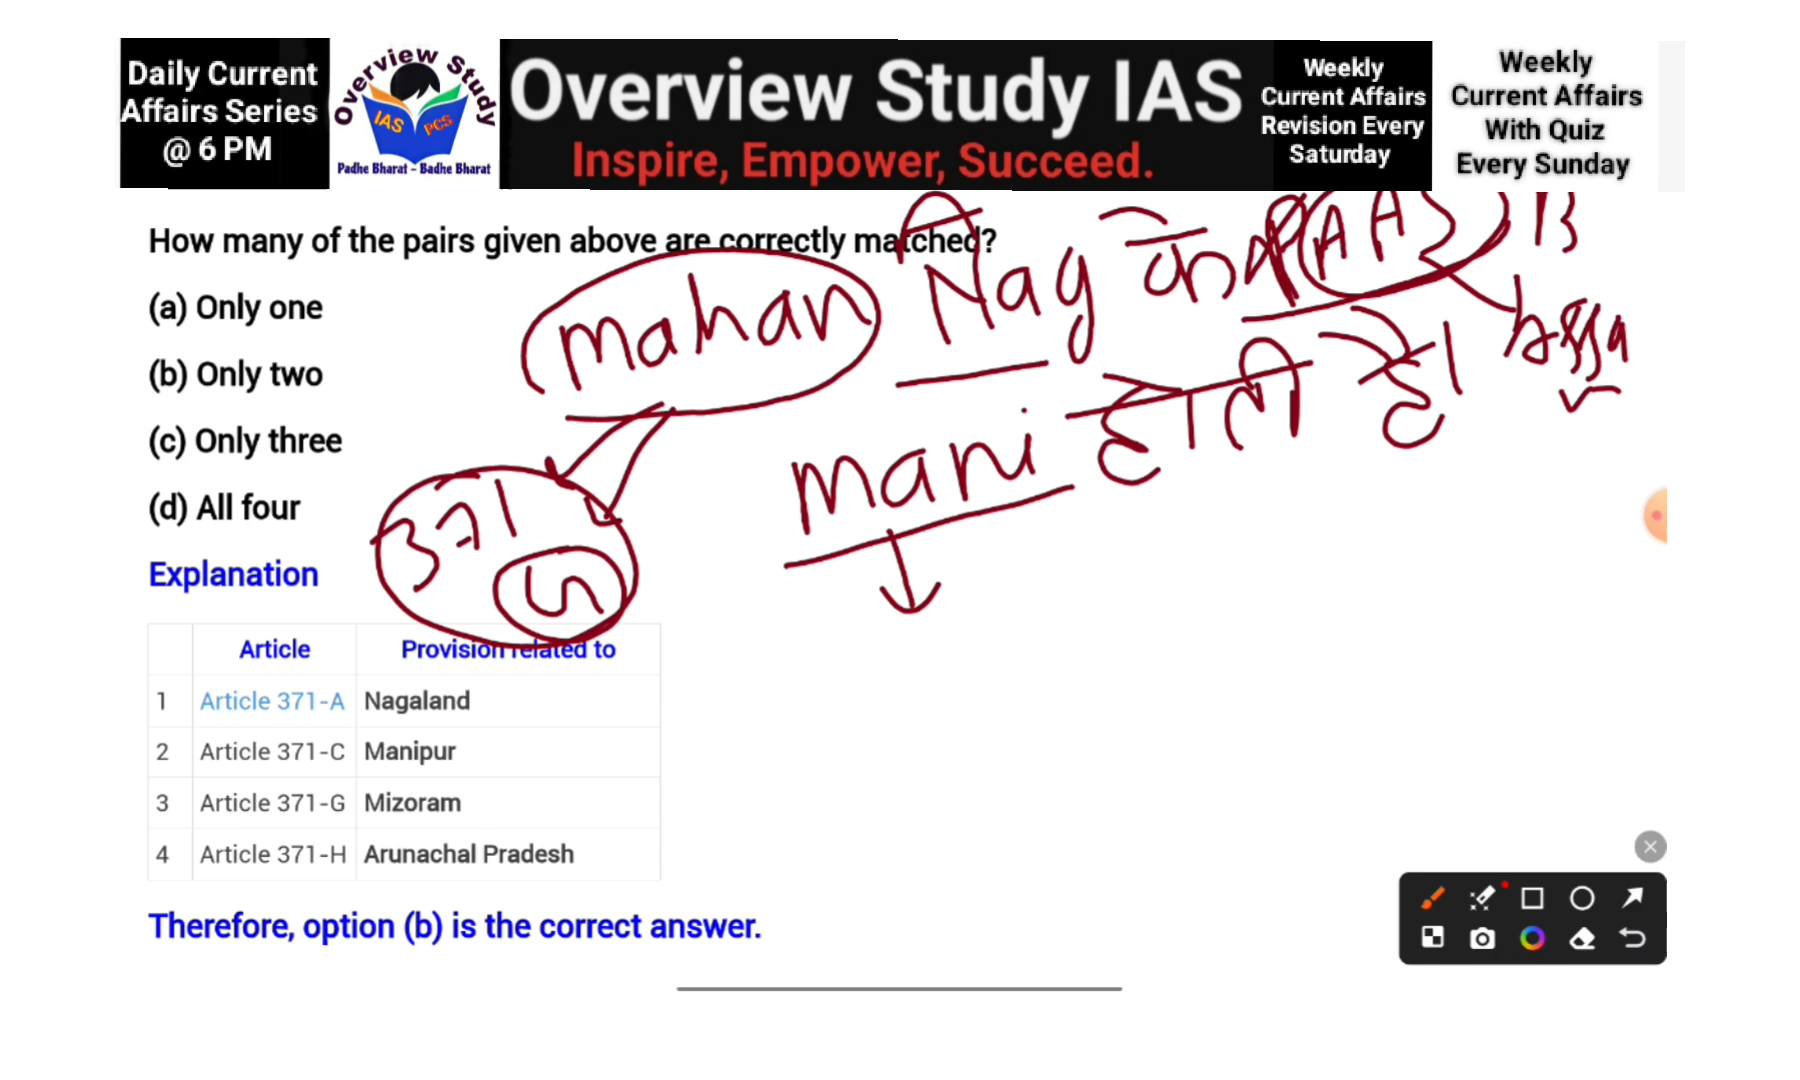 Daily Current
Affairs Series
@ 6 PM
Overview Study
IAS PCS
Padhe Bharat - Badhe Bharat
Overview Study IAS
Inspire, Empower, Succeed.
Weekly
Current Affairs
Revision Every
Saturday
Weekly
Current Affairs
With Quiz
Every Sunday
How many of the pairs given above are correctly matched?
(a) Only one
(b) Only two
(c) Only three
(d) All four
mahan Nag के (AAS) B
mani होती है।
371
Explanation
Article Provision related to
1 Article 371-A Nagaland
2 Article 371-C Manipur
3 Article 371-G Mizoram
4 Article 371-H Arunachal Pradesh
Therefore, option (b) is the correct answer.